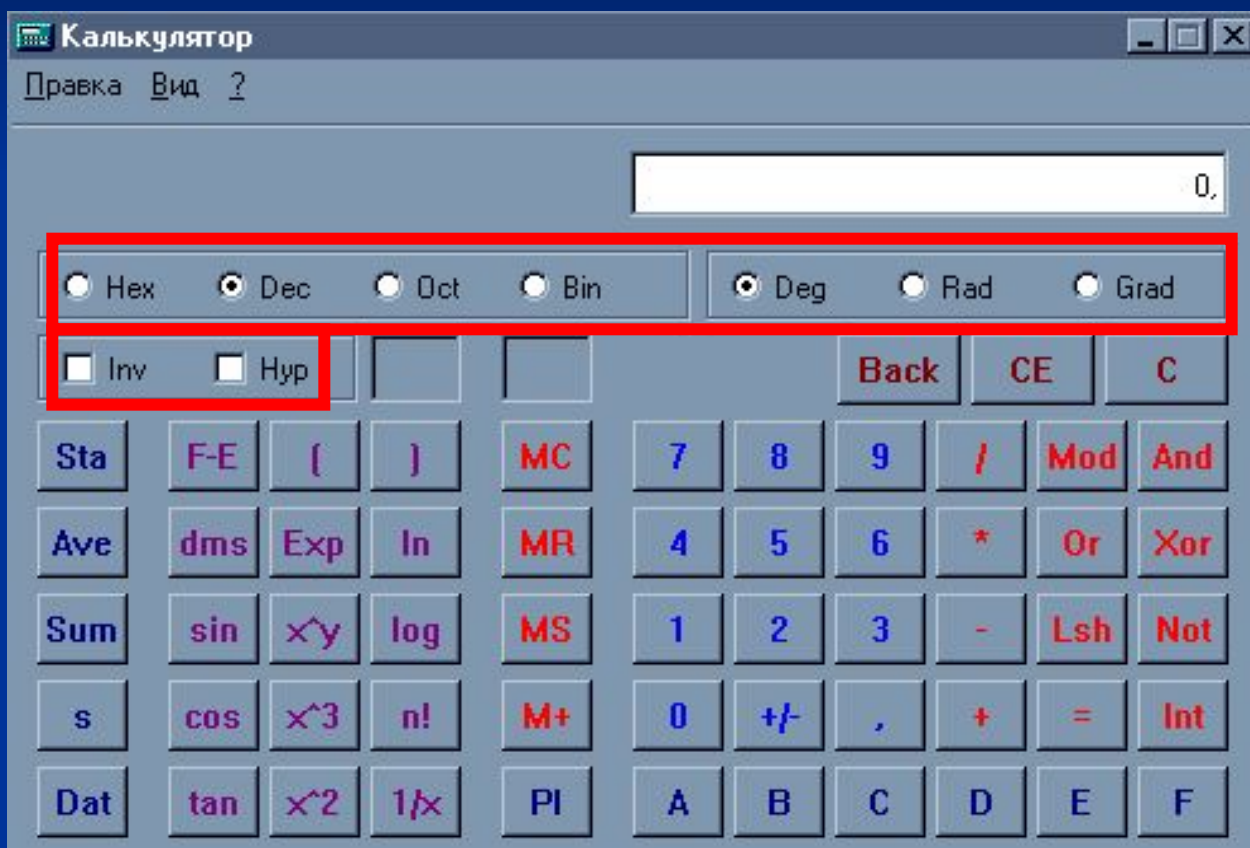 Калькулятор
Правка Вид ?
0,
Hex Dec Oct Bin Deg Rad Grad
Inv Hyp Back CE C
Sta F-E ( ) MC 7 8 9 / Mod And
Ave dms Exp ln MR 4 5 6 * Or Xor
Sum sin x^y log MS 1 2 3 - Lsh Not
s cos x^3 n! M+ 0 +/- , + = Int
Dat tan x^2 1/x PI A B C D E F